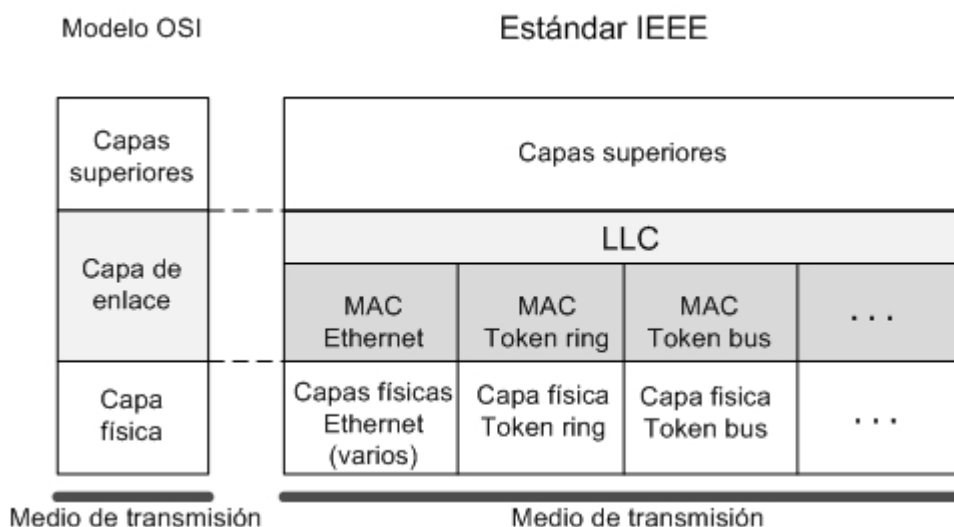 Modelo OSI
Estándar IEEE
Capas
superiores
Capas superiores
Capa de
enlace
LLC
MAC
Ethernet
MAC
Token ring
MAC
Token bus
. . .
Capa
física
Capas físicas
Ethernet
(varios)
Capa física
Token ring
Capa fisica
Token bus
. . .
Medio de transmisión
Medio de transmisión